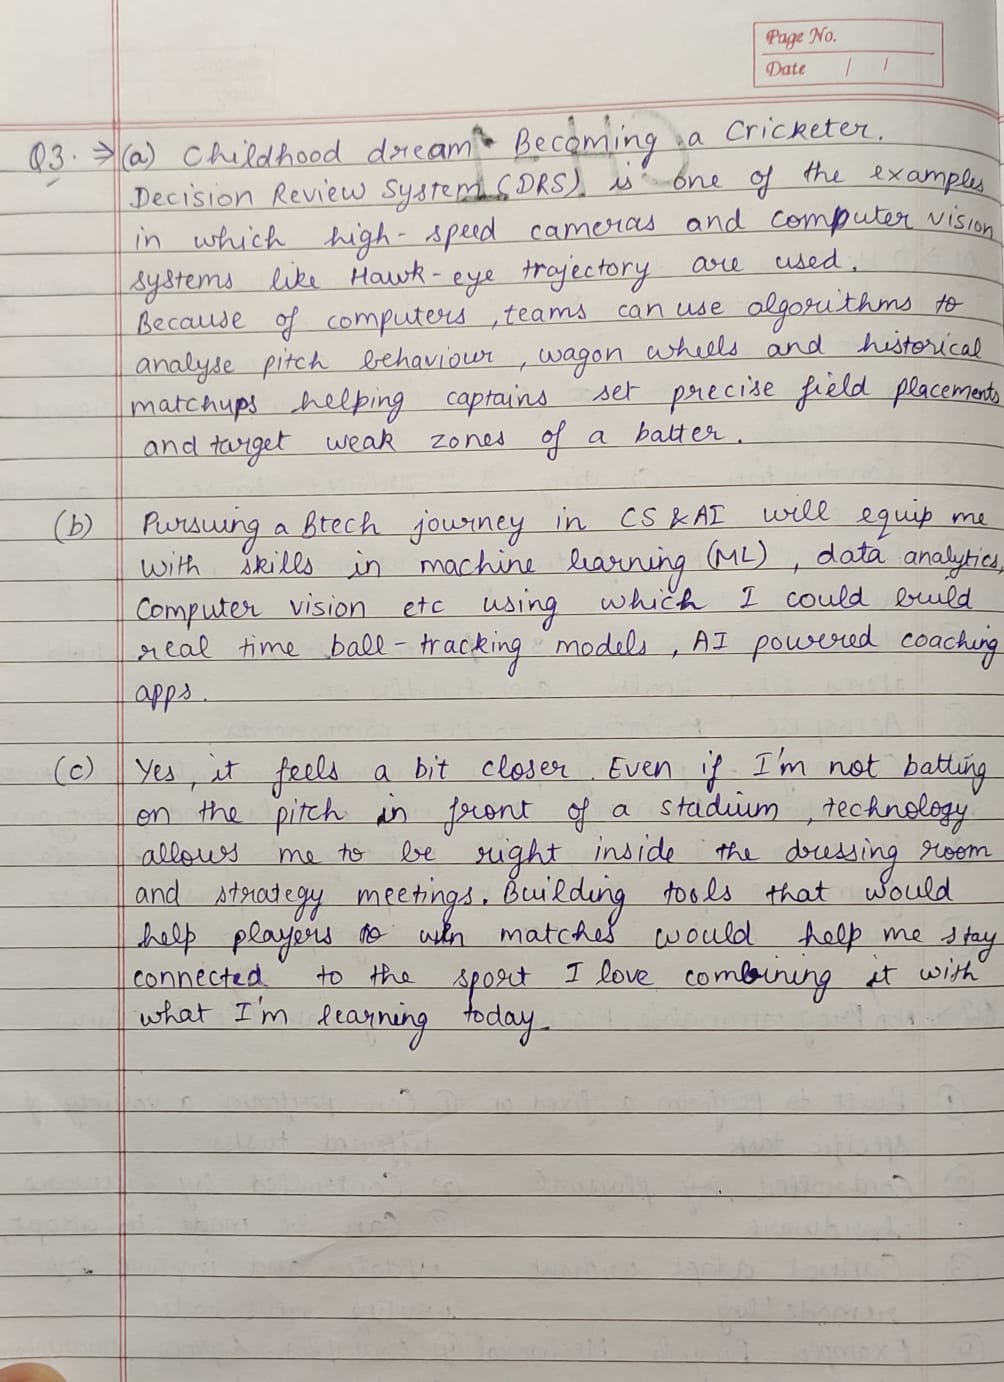 Page No.
Date / /
Q3. ⇒ (a) Childhood dream - Becoming a Cricketer.
Decision Review System (DRS) is one of the examples
in which high-speed cameras and computer vision
systems like Hawk-eye trajectory are used.
Because of computers, teams can use algorithms to
analyse pitch behaviour, wagon wheels and historical
matchups helping captains set precise field placements
and target weak zones of a batter.
(b) Pursuing a Btech journey in CS & AI will equip me
with skills in machine learning (ML), data analytics,
Computer vision etc using which I could build
real time ball-tracking models, AI powered coaching
apps.
(c) Yes, it feels a bit closer. Even if I'm not batting
on the pitch in front of a stadium, technology
allows me to be right inside the dressing room
and strategy meetings. Building tools that would
help players to win matches would help me stay
connected to the sport I love combining it with
what I'm learning today.